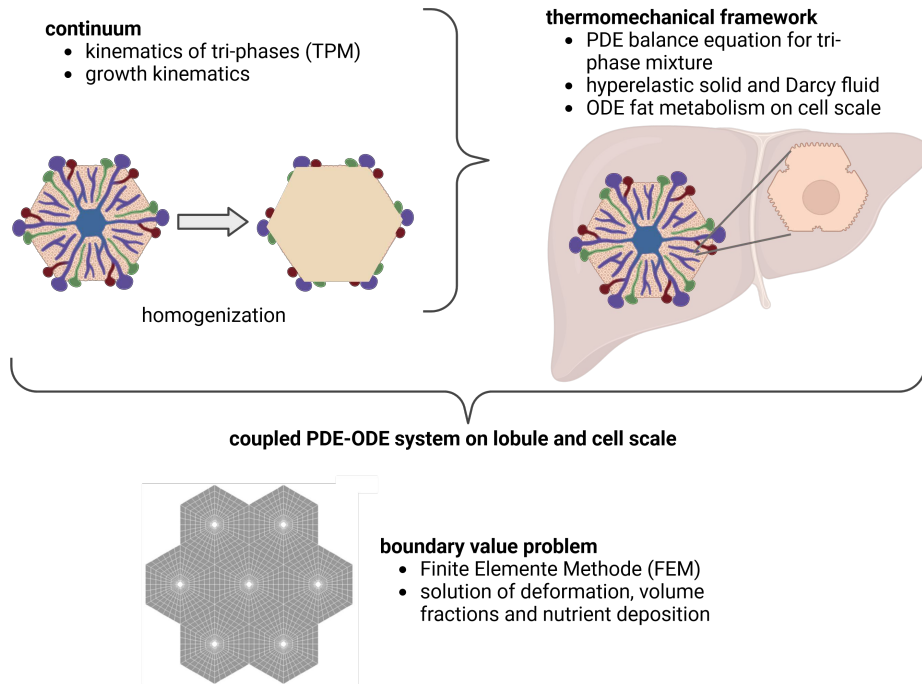 continuum
• kinematics of tri-phases (TPM)
• growth kinematics
homogenization
thermomechanical framework
• PDE balance equation for tri-
phase mixture
• hyperelastic solid and Darcy fluid
• ODE fat metabolism on cell scale
coupled PDE-ODE system on lobule and cell scale
boundary value problem
• Finite Elemente Methode (FEM)
• solution of deformation, volume
fractions and nutrient deposition